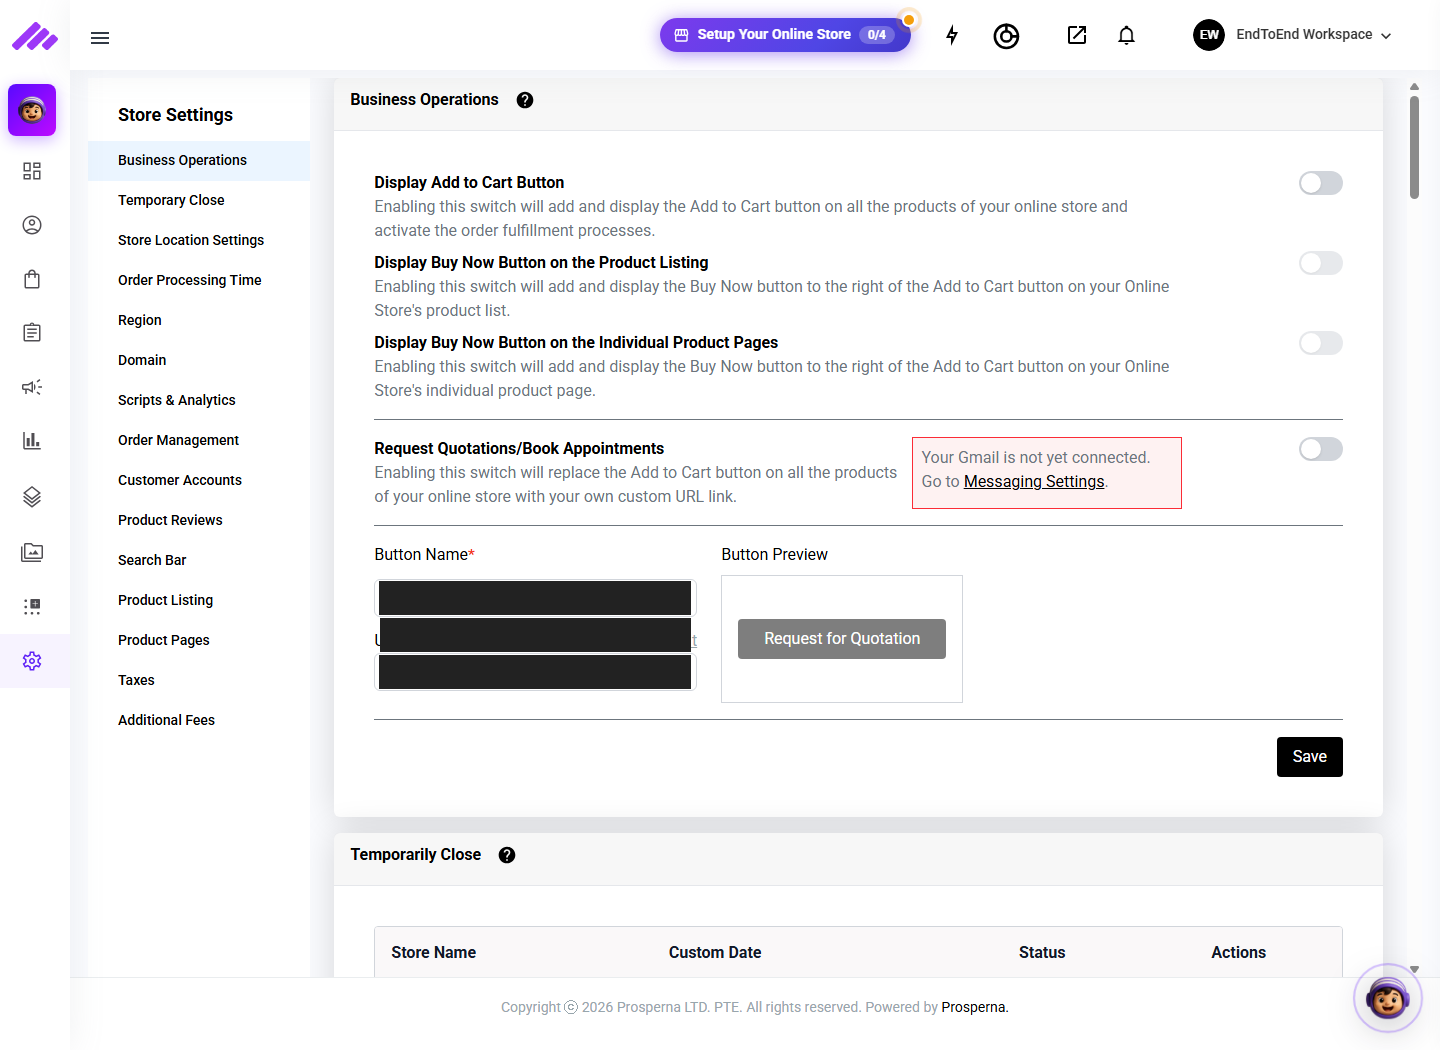 Setup Your Online Store 0/4
EW EndToEnd Workspace
Store Settings
Business Operations
Temporary Close
Store Location Settings
Order Processing Time
Region
Domain
Scripts & Analytics
Order Management
Customer Accounts
Product Reviews
Search Bar
Product Listing
Product Pages
Taxes
Additional Fees
Business Operations
Display Add to Cart Button
Enabling this switch will add and display the Add to Cart button on all the products of your online store and
activate the order fulfillment processes.
Display Buy Now Button on the Product Listing
Enabling this switch will add and display the Buy Now button to the right of the Add to Cart button on your Online
Store's product list.
Display Buy Now Button on the Individual Product Pages
Enabling this switch will add and display the Buy Now button to the right of the Add to Cart button on your Online
Store's individual product page.
Request Quotations/Book Appointments
Enabling this switch will replace the Add to Cart button on all the products
of your online store with your own custom URL link.
Your Gmail is not yet connected.
Go to Messaging Settings.
Button Name*
Button Preview
Request for Quotation
Save
Temporarily Close
Store Name Custom Date Status Actions
Copyright © 2026 Prosperna LTD. PTE. All rights reserved. Powered by Prosperna.